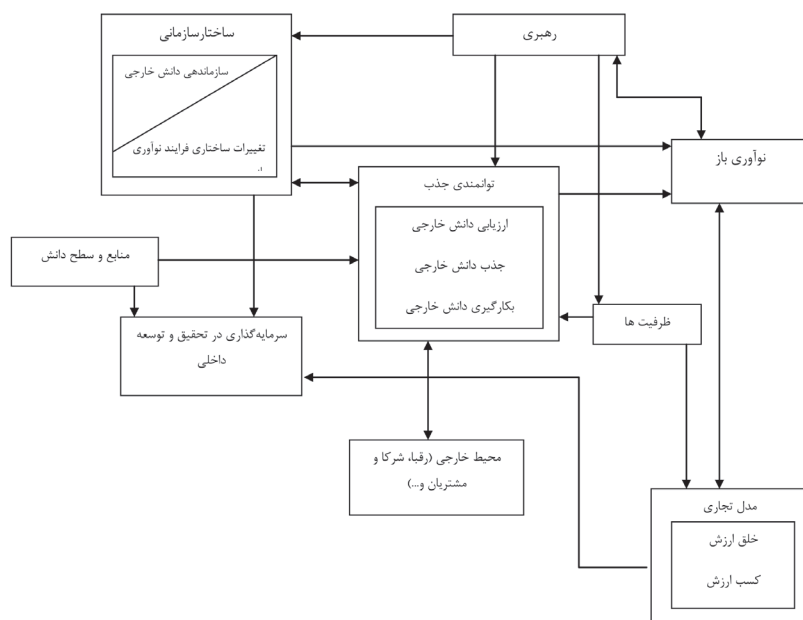 ساختارسازمانی
رهبری
سازماندهی دانش خارجی
تغییرات ساختاری فرایند نوآوری
نوآوری باز
توانمندی جذب
ارزیابی دانش خارجی
جذب دانش خارجی
بکارگیری دانش خارجی
منابع و سطح دانش
سرمایه‌گذاری در تحقیق و توسعه
داخلی
ظرفیت ها
محیط خارجی (رقبا، شرکا و
مشتریان و...)
مدل تجاری
خلق ارزش
کسب ارزش